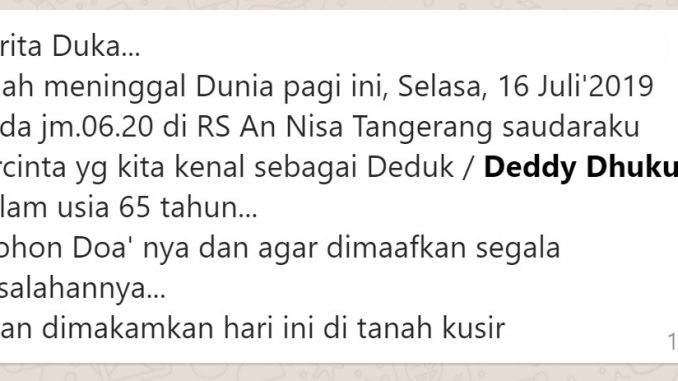 rita Duka...
ah meninggal Dunia pagi ini, Selasa, 16 Juli'2019
da jm.06.20 di RS An Nisa Tangerang saudaraku
rcinta yg kita kenal sebagai Deduk / Deddy Dhuku
lam usia 65 tahun...
ohon Doa' nya dan agar dimaafkan segala
salahannya...
an dimakamkan hari ini di tanah kusir
1